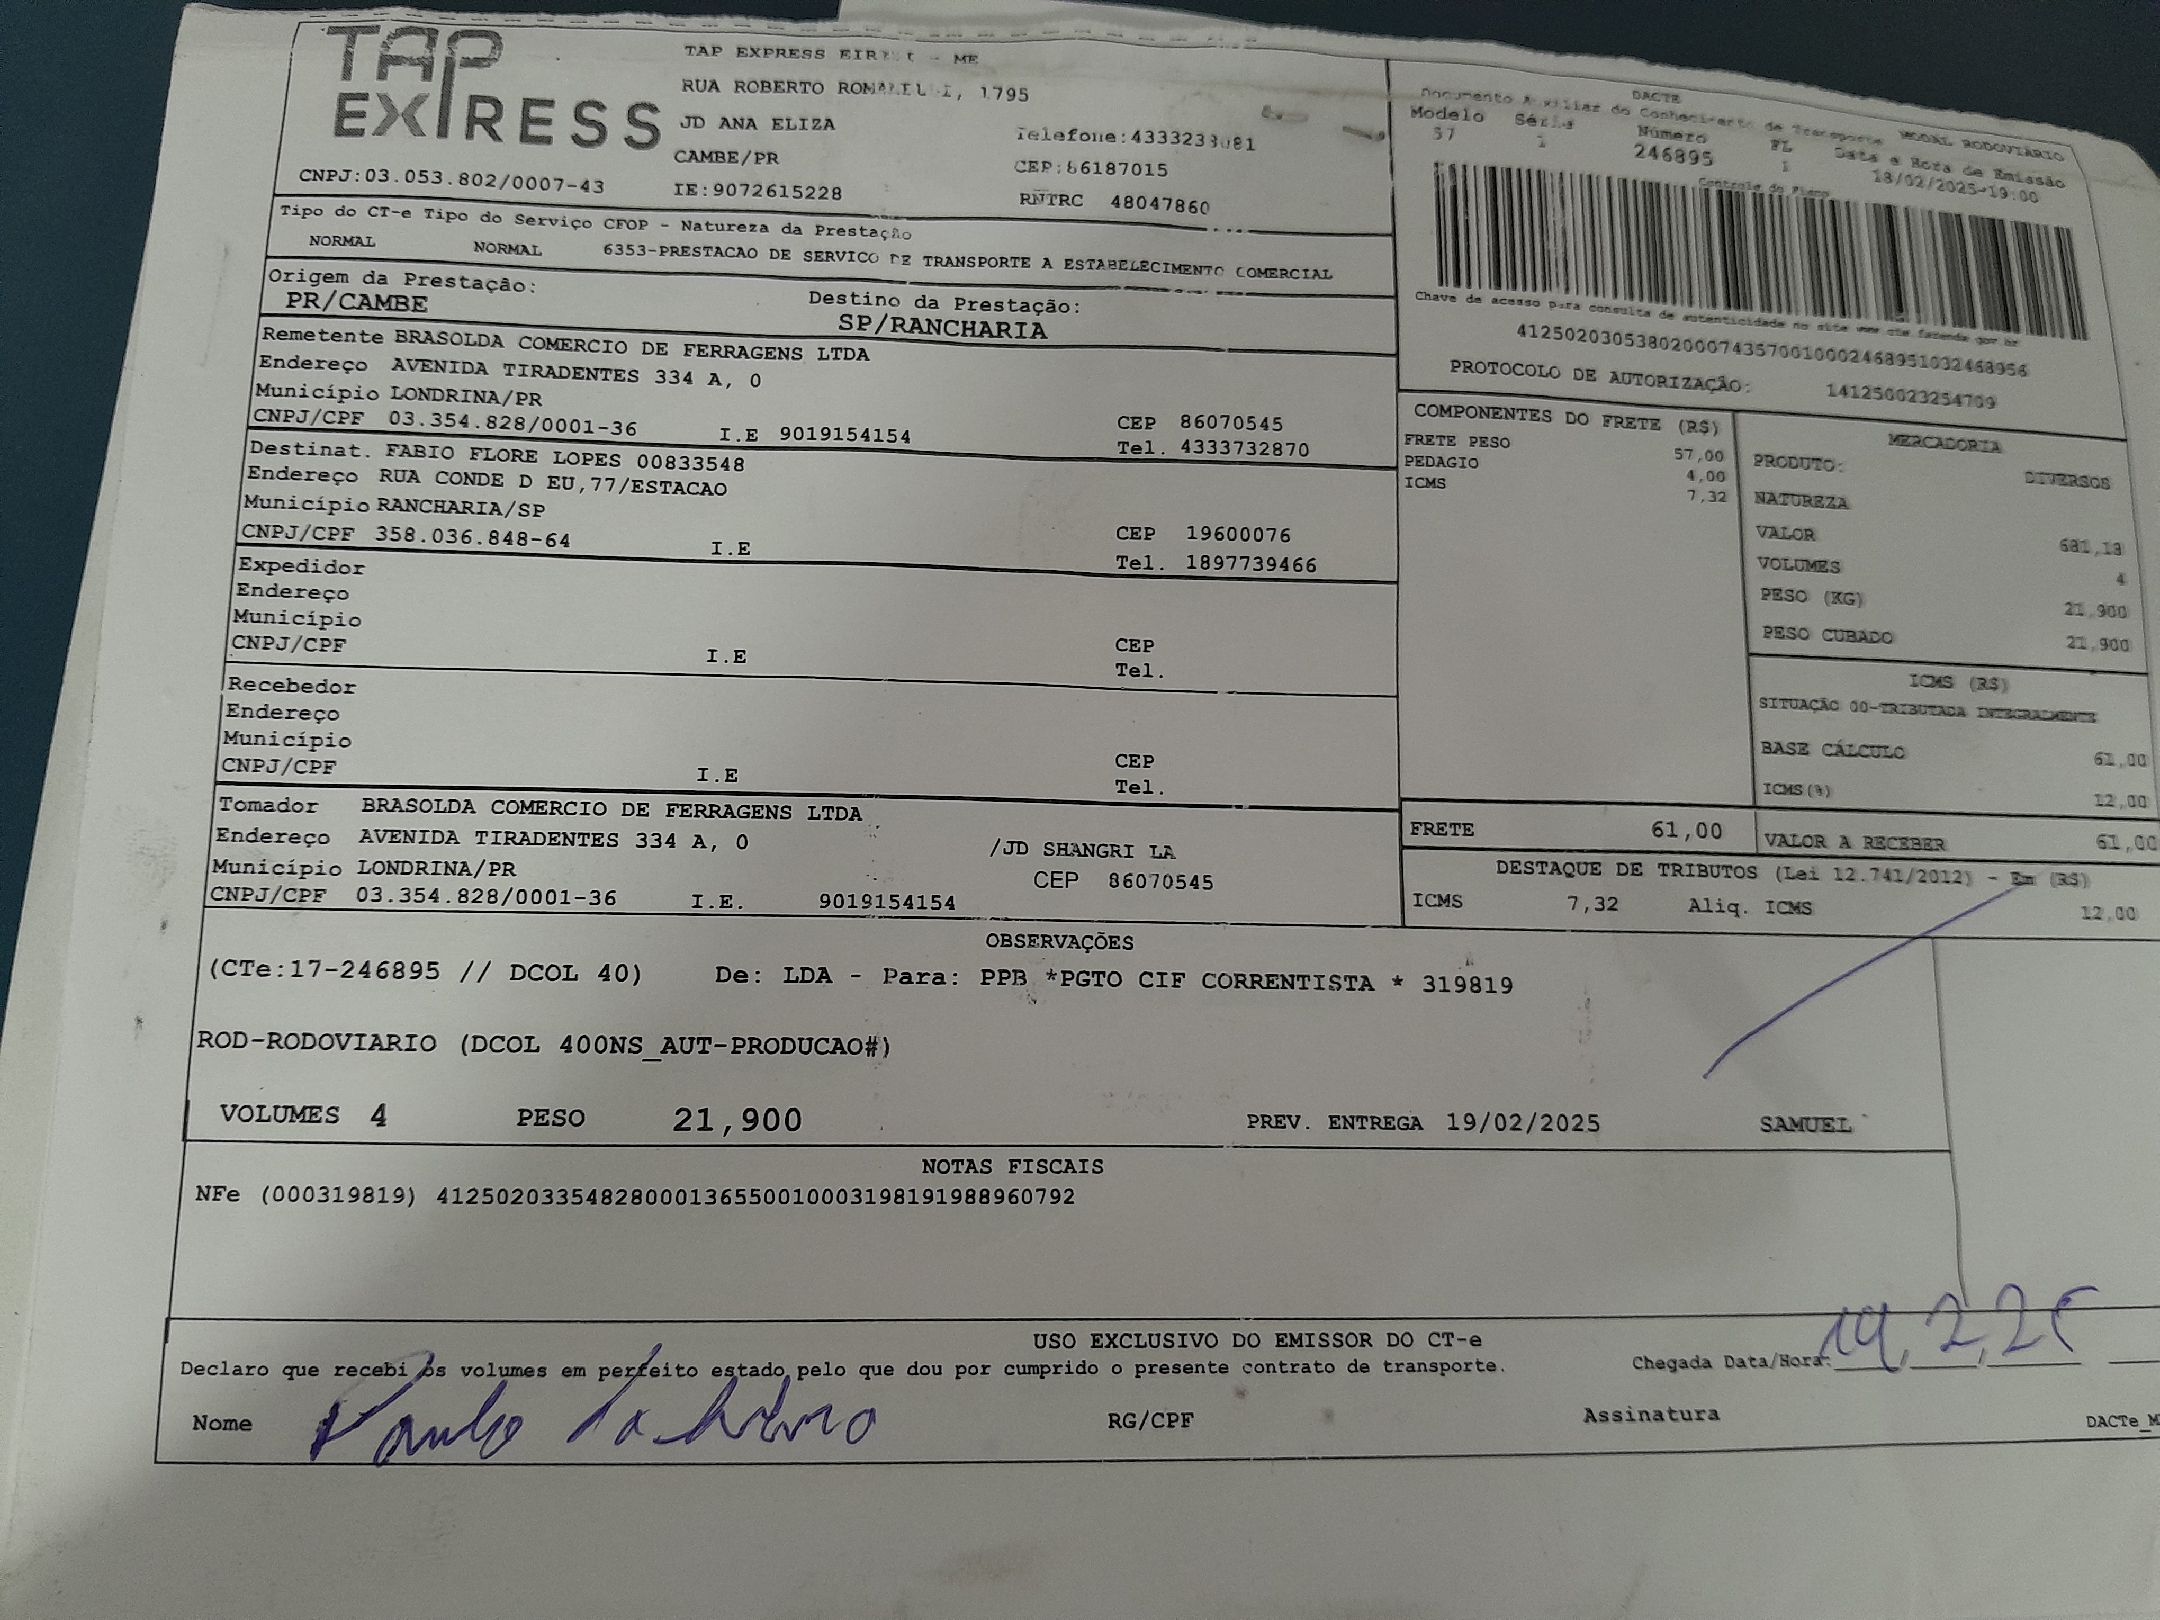 TAP EXPRESS
TAP EXPRESS - ME
RUA ROBERTO 1795
JD ANA ELIZA
CAMBE/PR
CEP:86187015
CNPJ:03.053.802/0007-43
IE:9072615228
RNTRC 48047860
DACTE
Documento Auxiliar do Conhecimento de Transporte MODAL RODOVIARIO
Modelo Série Número FL Data e Hora de Emissão
57 1 246895 1 18/02/2025-19:00
Controle do Fisco
Chave de acesso para consulta de autenticidade no site www.cte.fazenda.gov.br
41250203053802000743570010002468951032468956
PROTOCOLO DE AUTORIZAÇÃO: 141250023254709
Tipo do CT-e Tipo do Serviço CFOP - Natureza da Prestação
NORMAL NORMAL 6353-PRESTACAO DE SERVICO DE TRANSPORTE A ESTABELECIMENTO COMERCIAL
Origem da Prestação: Destino da Prestação:
PR/CAMBE SP/RANCHARIA
Remetente BRASOLDA COMERCIO DE FERRAGENS LTDA
Endereço AVENIDA TIRADENTES 334 A, 0
Município LONDRINA/PR CEP 86070545
CNPJ/CPF 03.354.828/0001-36 I.E 9019154154 Tel. 4333732870
Destinat. FABIO FLORE LOPES 00833548
Endereço RUA CONDE D EU,77/ESTACAO
Município RANCHARIA/SP CEP 19600076
CNPJ/CPF 358.036.848-64 I.E Tel. 1897739466
Expedidor
Endereço
Município CEP
CNPJ/CPF I.E Tel.
Recebedor
Endereço
Município CEP
CNPJ/CPF I.E Tel.
Tomador BRASOLDA COMERCIO DE FERRAGENS LTDA
Endereço AVENIDA TIRADENTES 334 A, 0 /JD SHANGRI LA
Município LONDRINA/PR CEP 86070545
CNPJ/CPF 03.354.828/0001-36 I.E. 9019154154
COMPONENTES DO FRETE (R$)
FRETE PESO 57,00
PEDAGIO 4,00
ICMS 7,32
MERCADORIA
PRODUTO: DIVERSOS
NATUREZA
VALOR 681,13
VOLUMES 4
PESO (KG) 21,900
PESO CUBADO 21,900
ICMS (R$)
SITUAÇÃO 00-TRIBUTADA INTEGRALMENTE
BASE CÁLCULO 61,00
ICMS(%) 12,00
FRETE 61,00 VALOR A RECEBER 61,00
DESTAQUE DE TRIBUTOS (Lei 12.741/2012) - Em (R$)
ICMS 7,32 Aliq. ICMS 12,00
OBSERVAÇÕES
(CTe:17-246895 // DCOL 40) De: LDA - Para: PPB *PGTO CIF CORRENTISTA * 319819
ROD-RODOVIARIO (DCOL 400NS_AUT-PRODUCAO#)
VOLUMES 4 PESO 21,900 PREV. ENTREGA 19/02/2025 SAMUEL
NOTAS FISCAIS
NFe (000319819) 41250203354828000136550010003198191988960792
USO EXCLUSIVO DO EMISSOR DO CT-e
Declaro que recebi os volumes em perfeito estado pelo que dou por cumprido o presente contrato de transporte. Chegada Data/Hora: 19 2 25
Nome Paulo RG/CPF Assinatura